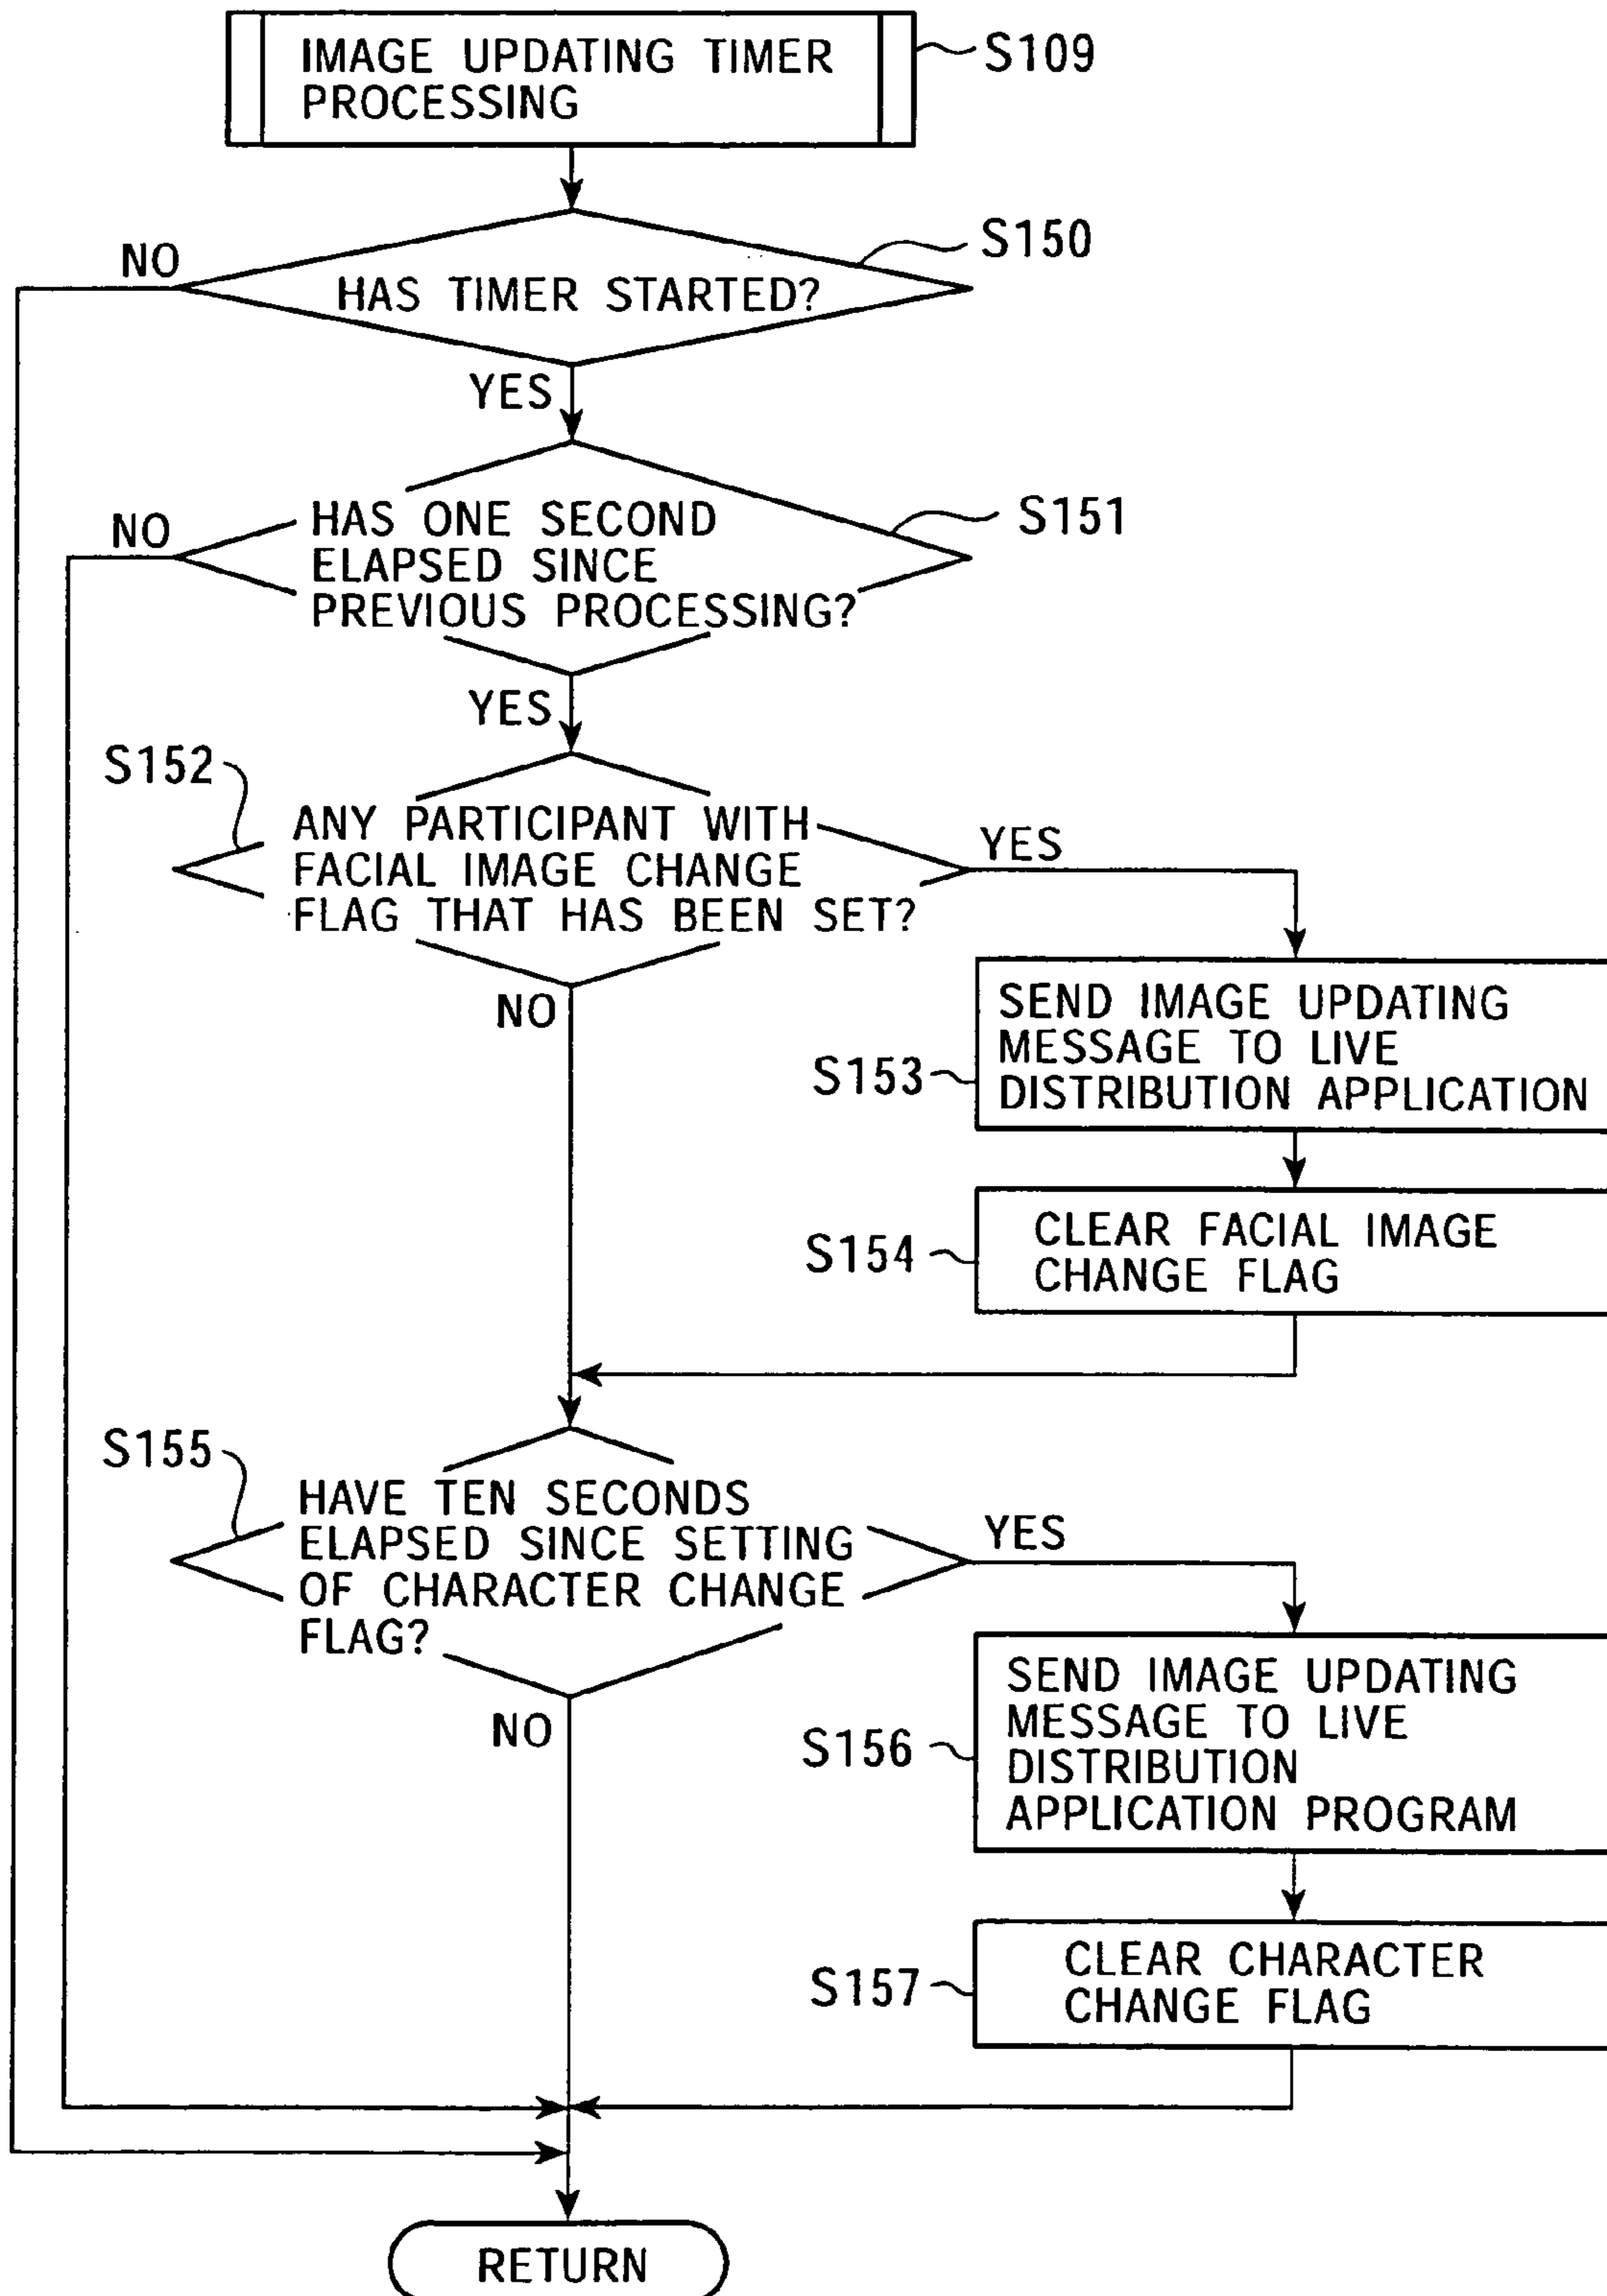 IMAGE UPDATING TIMER
PROCESSING
S109
S150
NO
HAS TIMER STARTED?
YES
S151
NO
HAS ONE SECOND
ELAPSED SINCE
PREVIOUS PROCESSING?
YES
S152
ANY PARTICIPANT WITH
FACIAL IMAGE CHANGE
FLAG THAT HAS BEEN SET?
YES
NO
SEND IMAGE UPDATING
MESSAGE TO LIVE
DISTRIBUTION APPLICATION
S153
CLEAR FACIAL IMAGE
CHANGE FLAG
S154
S155
HAVE TEN SECONDS
ELAPSED SINCE SETTING
OF CHARACTER CHANGE
FLAG?
YES
NO
SEND IMAGE UPDATING
MESSAGE TO LIVE
DISTRIBUTION
APPLICATION PROGRAM
S156
CLEAR CHARACTER
CHANGE FLAG
S157
RETURN